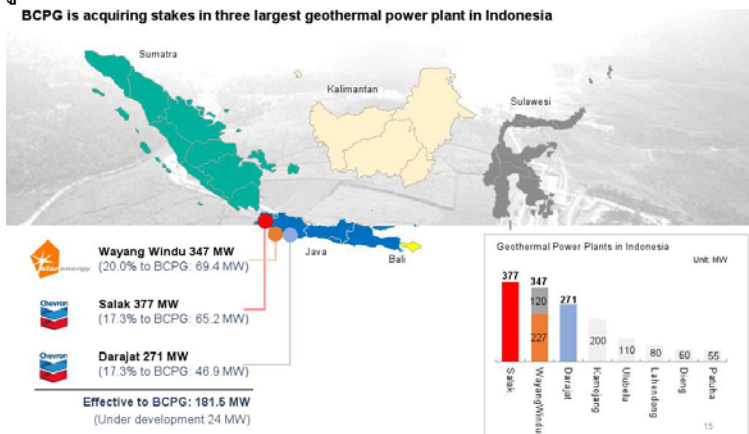 BCPG is acquiring stakes in three largest geothermal power plant in Indonesia
Sumatra
Kalimantan
Sulawesi
Java
Bali
star energy
Wayang Windu 347 MW
(20.0% to BCPG: 69.4 MW)
Chevron
Salak 377 MW
(17.3% to BCPG: 65.2 MW)
Chevron
Darajat 271 MW
(17.3% to BCPG: 46.9 MW)
Effective to BCPG: 181.5 MW
(Under development 24 MW)
Geothermal Power Plants in Indonesia
Unit: MW
377
347
120
227
271
200
110
80
60
55
Salak
WayangWindu
Darajat
Kamojang
Ulubelu
Lahendong
Dieng
Patuha
15